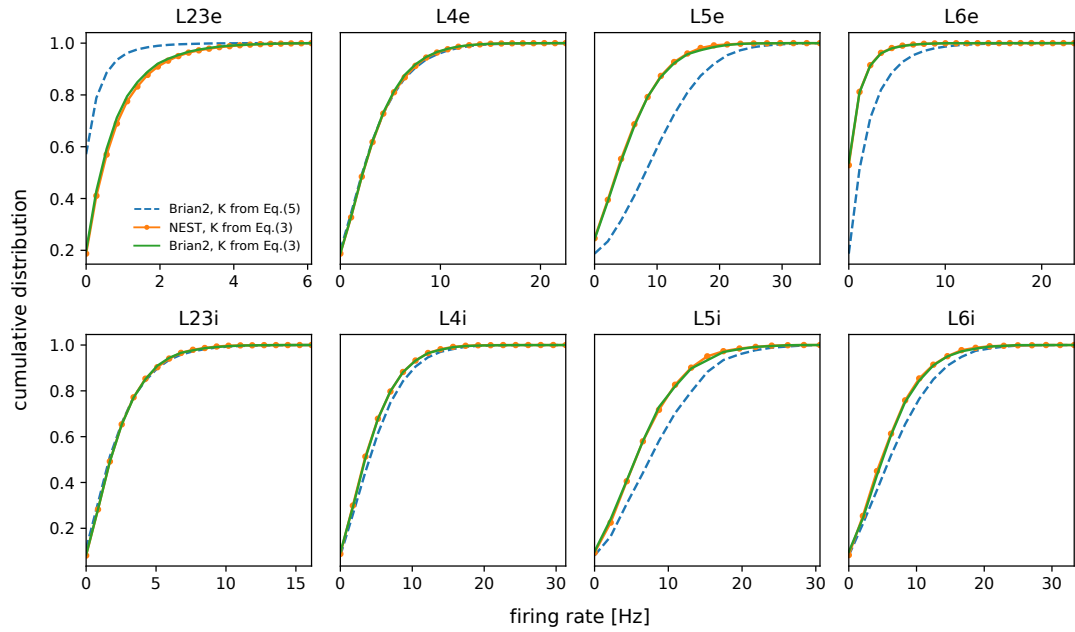 L23e L4e L5e L6e
1.0
0.8
0.6
0.4
0.2
Brian2, K from Eq.(5)
NEST, K from Eq.(3)
Brian2, K from Eq.(3)
0 2 4 6 0 10 20 0 10 20 30 0 10 20
cumulative distribution
L23i L4i L5i L6i
1.0
0.8
0.6
0.4
0.2
0 5 10 15 0 10 20 30 0 10 20 30 0 10 20 30
firing rate [Hz]